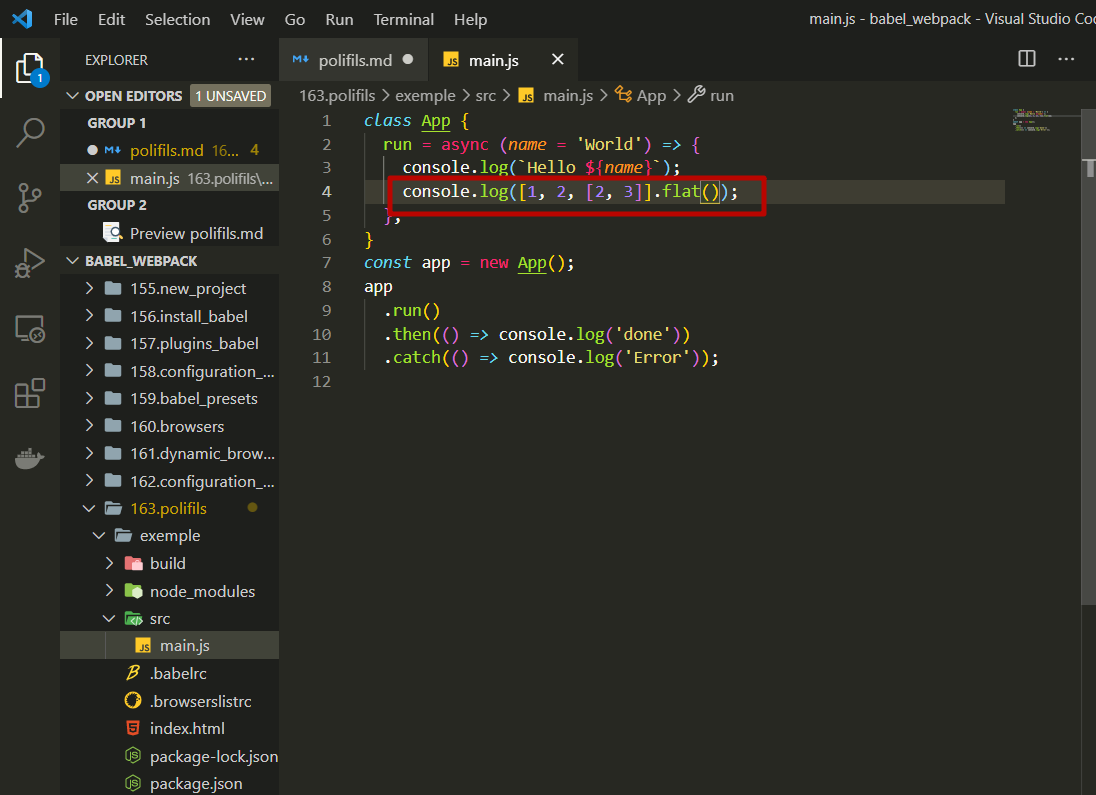 File Edit Selection View Go Run Terminal Help
main.js - babel_webpack - Visual Studio Co
EXPLORER
1
OPEN EDITORS 1 UNSAVED
GROUP 1
polifils.md 16... 4
main.js 163.polifils\...
GROUP 2
Preview polifils.md
BABEL_WEBPACK
155.new_project
156.install_babel
157.plugins_babel
158.configuration_...
159.babel_presets
160.browsers
161.dynamic_brow...
162.configuration_...
163.polifils
exemple
build
node_modules
src
main.js
.babelrc
.browserslistrc
index.html
package-lock.json
package.json
polifils.md
main.js
163.polifils > exemple > src > main.js > App > run
1 class App {
2 run = async (name = 'World') => {
3 console.log(`Hello ${name}`);
4 console.log([1, 2, [2, 3]].flat());
5 };
6 }
7 const app = new App();
8 app
9 .run()
10 .then(() => console.log('done'))
11 .catch(() => console.log('Error'));
12